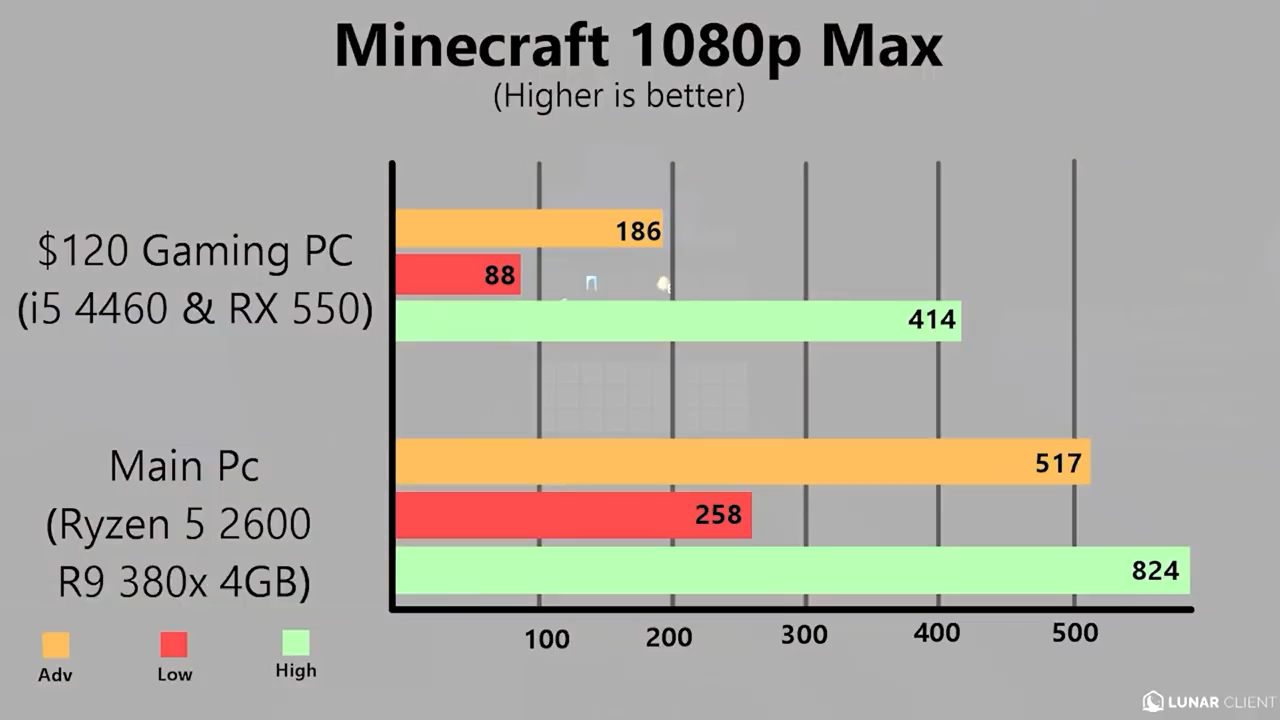 Minecraft 1080p Max
(Higher is better)
$120 Gaming PC
(i5 4460 & RX 550)
186
88
414
Main Pc
(Ryzen 5 2600
R9 380x 4GB)
517
258
824
100 200 300 400 500
Adv Low High
LUNAR CLIENT